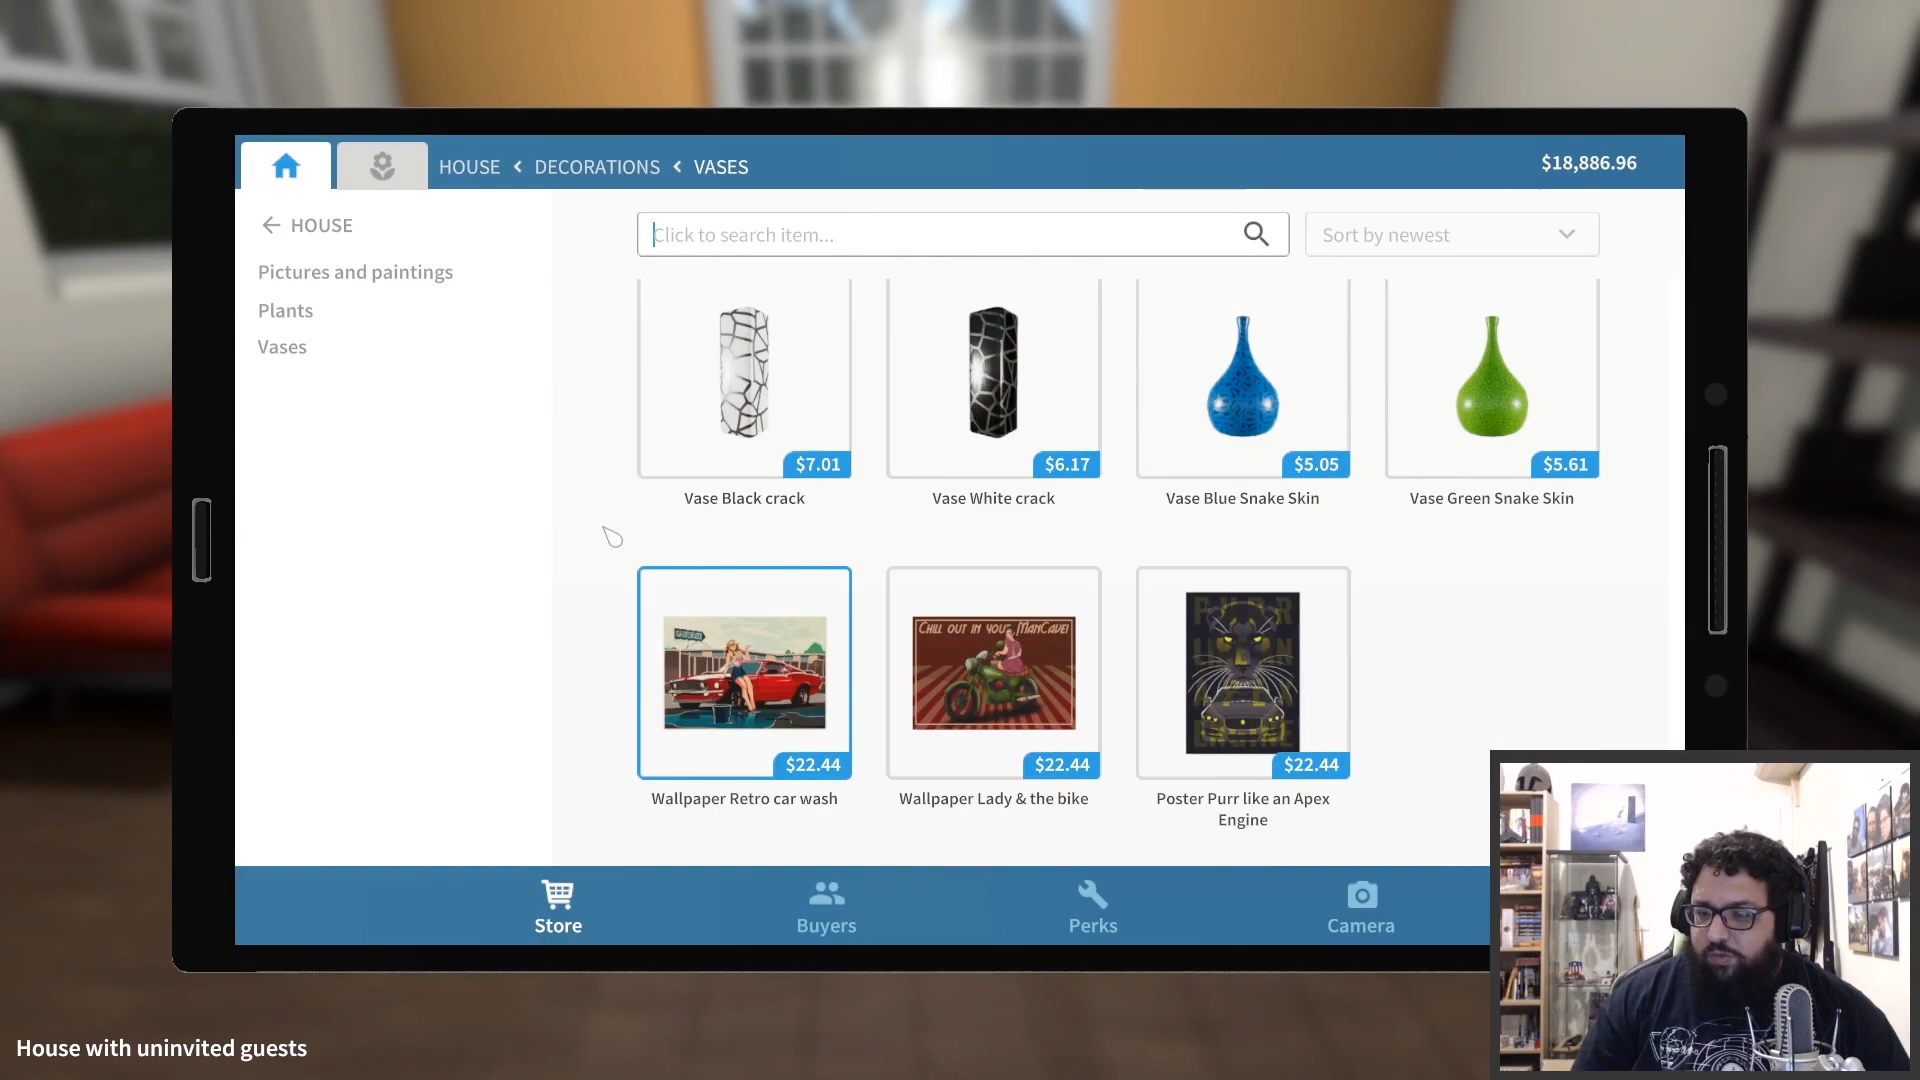 HOUSE < DECORATIONS < VASES
$18,886.96
← HOUSE
Pictures and paintings
Plants
Vases
Click to search item...
Sort by newest
$7.01
$6.17
$5.05
$5.61
Vase Black crack
Vase White crack
Vase Blue Snake Skin
Vase Green Snake Skin
CHILL OUT IN YOUR MANCAVE!
$22.44
$22.44
$22.44
Wallpaper Retro car wash
Wallpaper Lady & the bike
Poster Purr like an Apex
Engine
Store
Buyers
Perks
Camera
House with uninvited guests